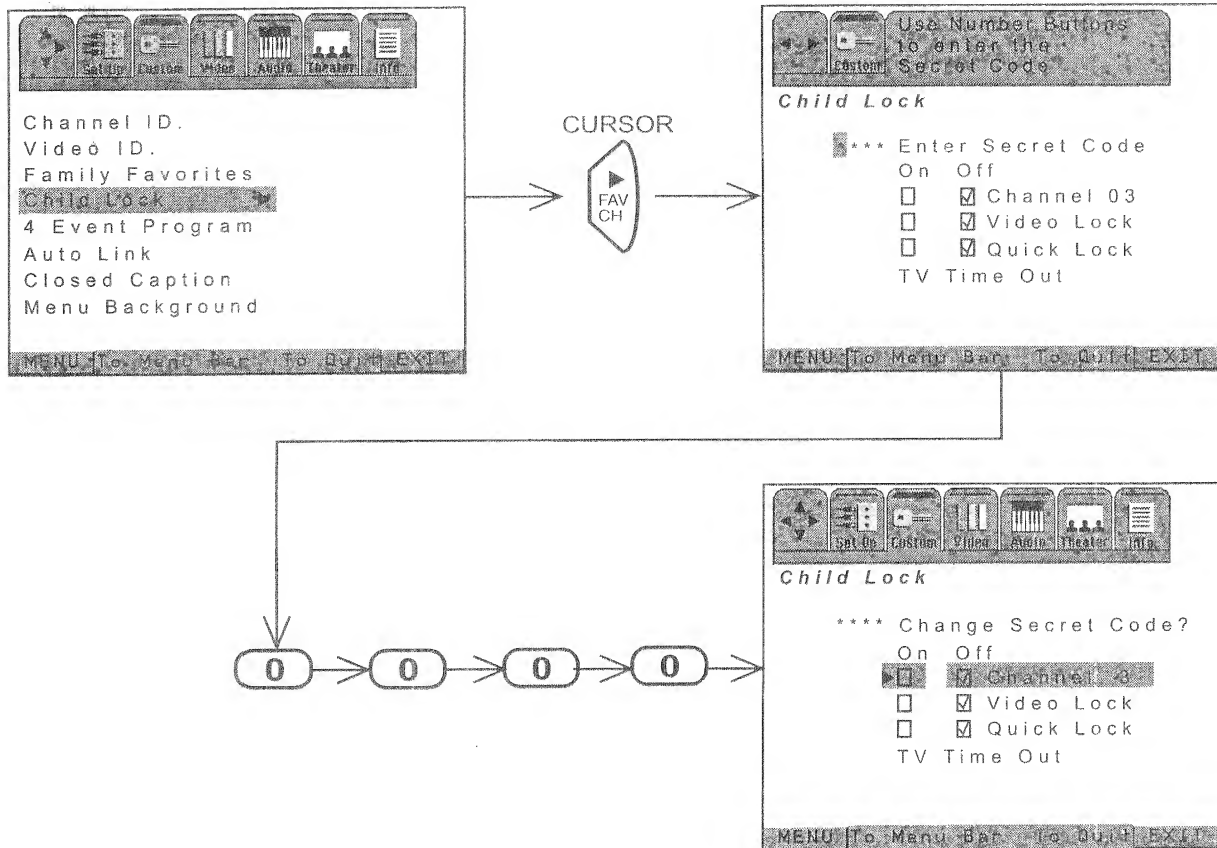 Set Up Custom Video Audio Theater Info
Channel ID.
Video ID.
Family Favorites
Child Lock
4 Event Program
Auto Link
Closed Caption
Menu Background
MENU To Menu Bar To Quit EXIT
CURSOR
FAV
CH
Custom
Use Number Buttons
to enter the
Secret Code
Child Lock
**** Enter Secret Code
On Off
Channel 03
Video Lock
Quick Lock
TV Time Out
MENU To Menu Bar To Quit EXIT
0 0 0 0
Set Up Custom Video Audio Theater Info
Child Lock
**** Change Secret Code?
On Off
Channel 3
Video Lock
Quick Lock
TV Time Out
MENU To Menu Bar To Quit EXIT